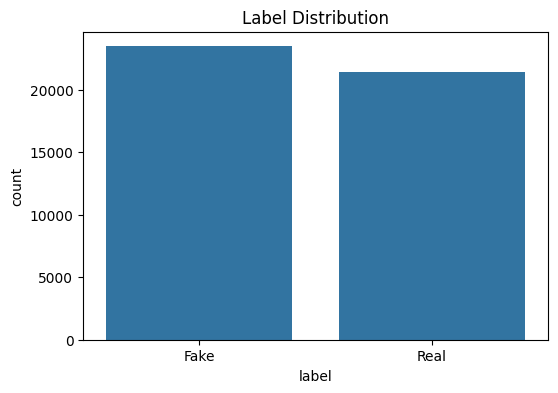 Label Distribution
20000
15000
10000
5000
0
count
Fake
Real
label